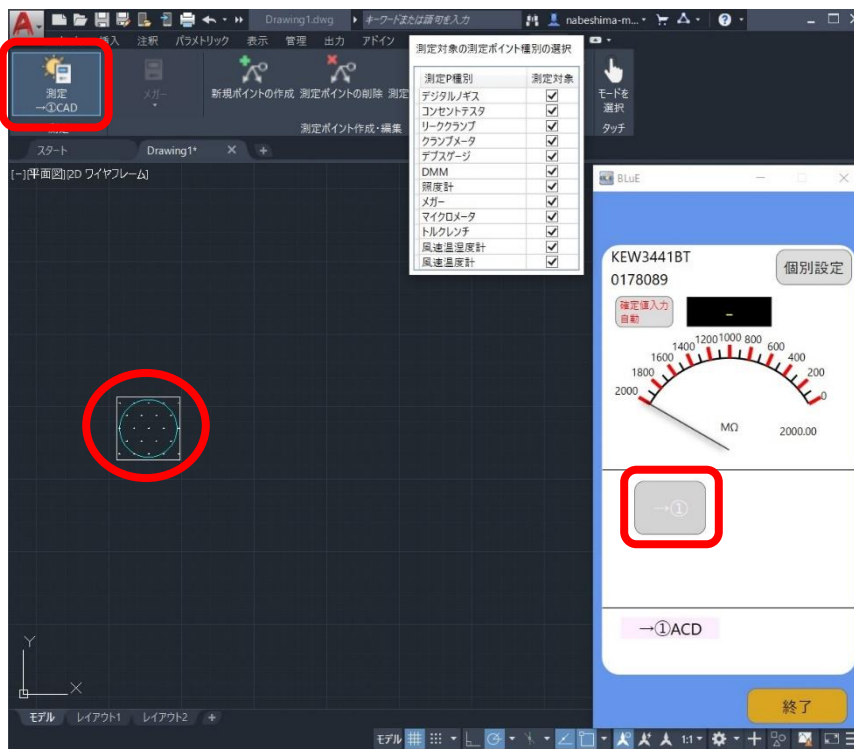 Drawing1.dwg
キーワードまたは語句を入力
nabeshima-m...
挿入 注釈 パラメトリック 表示 管理 出力 アドイン
測定
→①CAD
メガー
新規ポイントの作成 測定ポイントの削除 測定
測定ポイント作成・編集
モードを
選択
タッチ
測定対象の測定ポイント種別の選択
測定P種別 測定対象
デジタルノギス
コンセントテスタ
リーククランプ
クランプメータ
デプスゲージ
DMM
照度計
メガー
マイクロメータ
トルクレンチ
風速温湿度計
風速温度計
スタート Drawing1* × +
[-][平面図][2D ワイヤフレーム]
BLuE
KEW3441BT
0178089
個別設定
確定値入力
自動
–
2000 1800 1600 1400 1200 1000 800 600 400 200 0
MΩ
2000.00
→①
→①ACD
終了
Y
X
モデル レイアウト1 レイアウト2 +
モデル 1:1